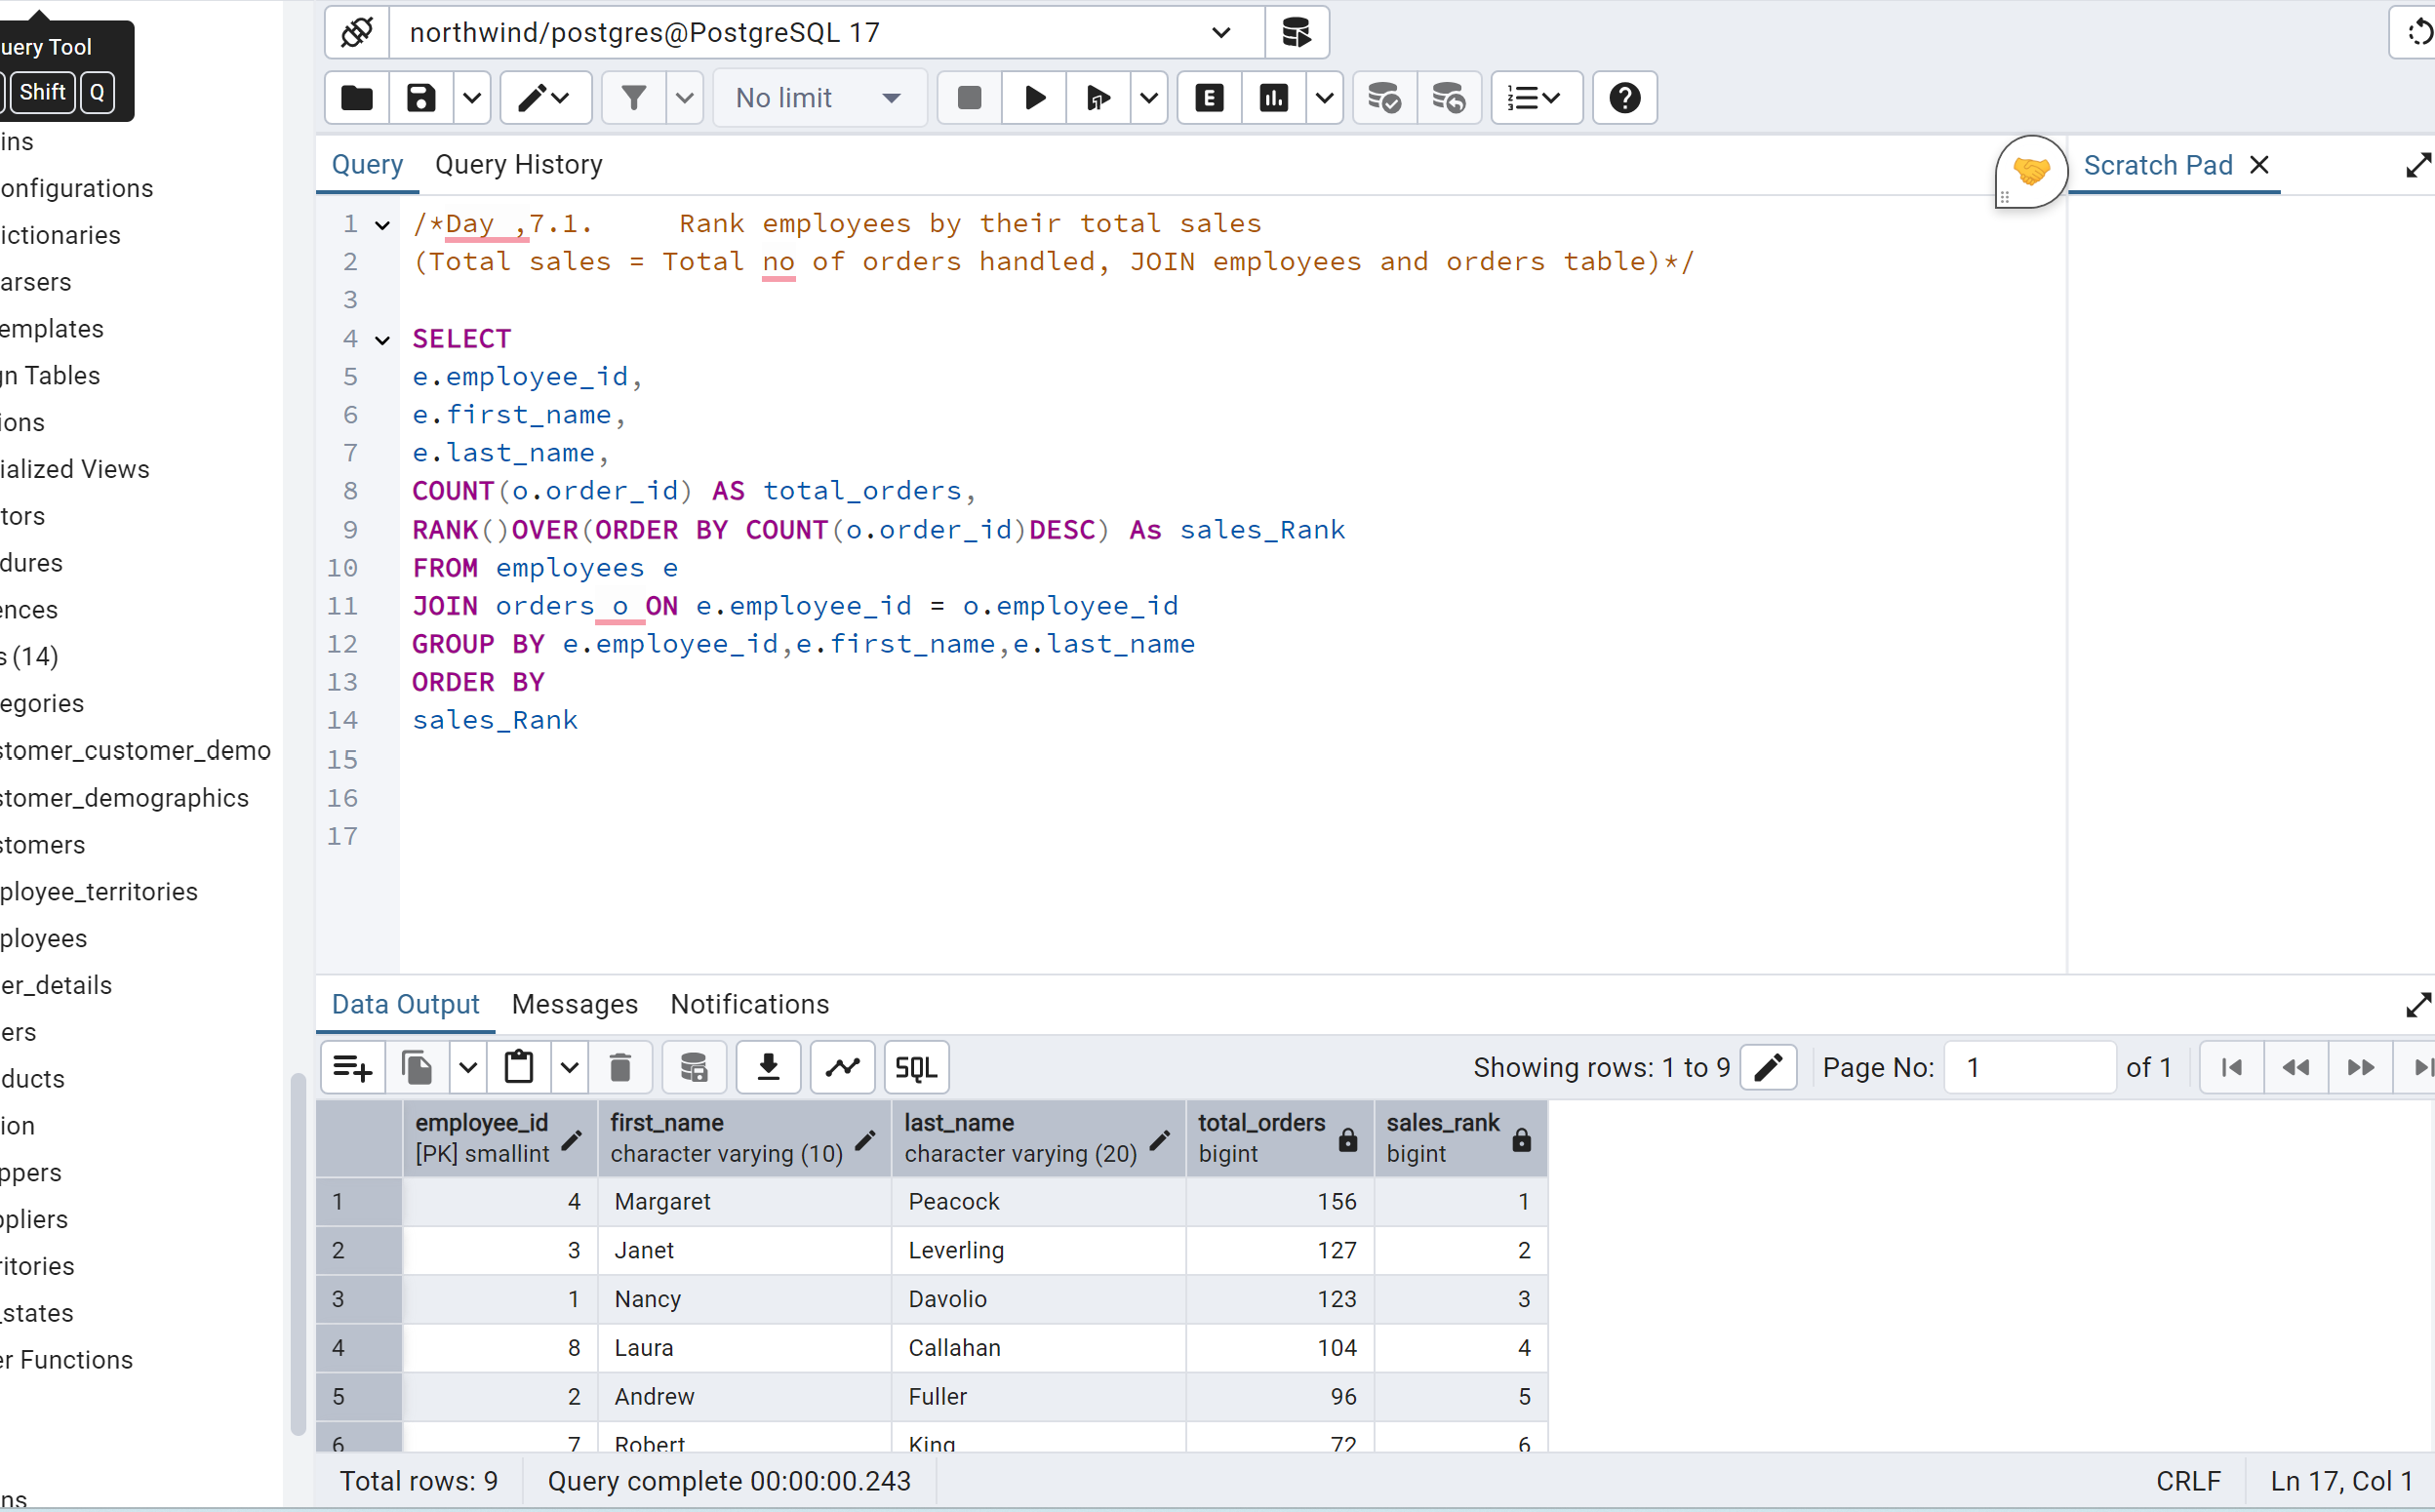 uery Tool
Shift Q
ins
onfigurations
ictionaries
arsers
emplates
gn Tables
ions
ialized Views
tors
dures
ences
s (14)
egories
stomer_customer_demo
stomer_demographics
stomers
ployee_territories
ployees
er_details
ers
ducts
ion
ppers
ppliers
ritories
_states
er Functions
ns
northwind/postgres@PostgreSQL 17
No limit
Query Query History
Scratch Pad
1 /*Day ,7.1. Rank employees by their total sales
2 (Total sales = Total no of orders handled, JOIN employees and orders table)*/
3
4 SELECT
5 e.employee_id,
6 e.first_name,
7 e.last_name,
8 COUNT(o.order_id) AS total_orders,
9 RANK()OVER(ORDER BY COUNT(o.order_id)DESC) As sales_Rank
10 FROM employees e
11 JOIN orders o ON e.employee_id = o.employee_id
12 GROUP BY e.employee_id,e.first_name,e.last_name
13 ORDER BY
14 sales_Rank
15
16
17
Data Output Messages Notifications
SQL Showing rows: 1 to 9 Page No: 1 of 1
employee_id first_name last_name total_orders sales_rank
[PK] smallint character varying (10) character varying (20) bigint bigint
1 4 Margaret Peacock 156 1
2 3 Janet Leverling 127 2
3 1 Nancy Davolio 123 3
4 8 Laura Callahan 104 4
5 2 Andrew Fuller 96 5
6 7 Robert King 72 6
Total rows: 9 Query complete 00:00:00.243 CRLF Ln 17, Col 1